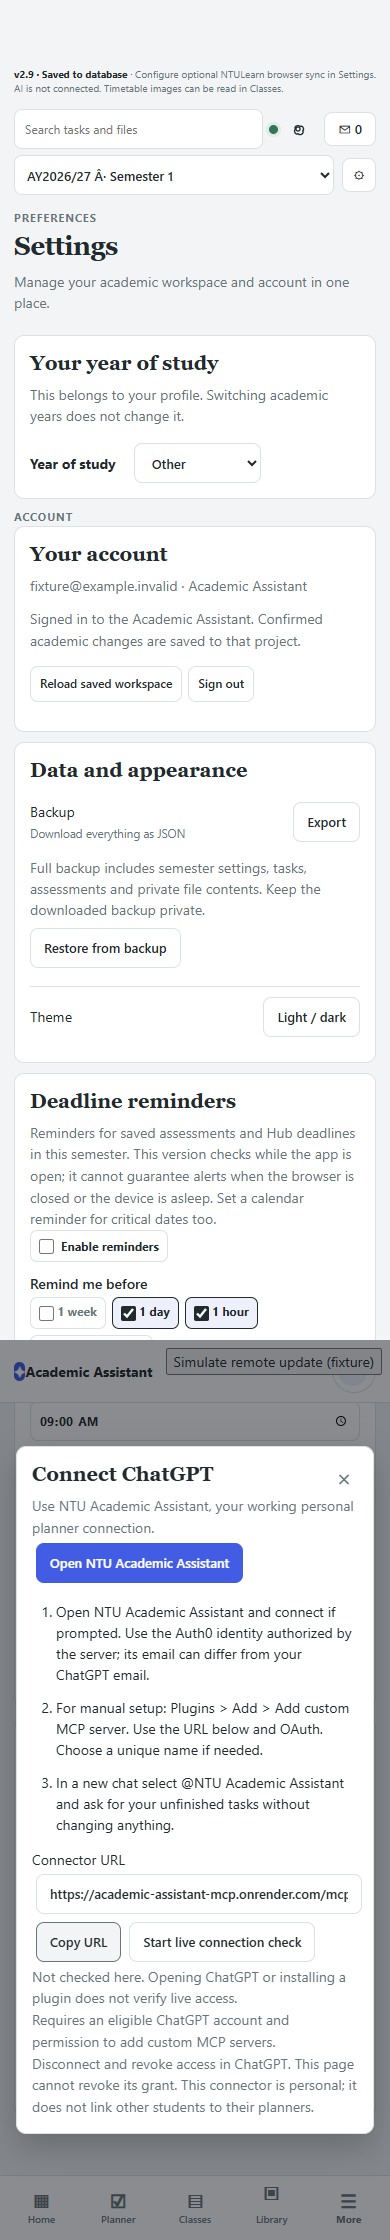 v2.9 • Saved to database · Configure optional NTULearn browser sync in Settings.
AI is not connected. Timetable images can be read in Classes.
Search tasks and files
0
AY2026/27 Â· Semester 1
PREFERENCES
Settings
Manage your academic workspace and account in one
place.
Your year of study
This belongs to your profile. Switching academic
years does not change it.
Year of study
Other
ACCOUNT
Your account
fixture@example.invalid · Academic Assistant
Signed in to the Academic Assistant. Confirmed
academic changes are saved to that project.
Reload saved workspace
Sign out
Data and appearance
Backup
Download everything as JSON
Export
Full backup includes semester settings, tasks,
assessments and private file contents. Keep the
downloaded backup private.
Restore from backup
Theme
Light / dark
Deadline reminders
Reminders for saved assessments and Hub deadlines
in this semester. This version checks while the app is
open; it cannot guarantee alerts when the browser is
closed or the device is asleep. Set a calendar
reminder for critical dates too.
Enable reminders
Remind me before
1 week
1 day
1 hour
Academic Assistant
Simulate remote update (fixture)
09:00 AM
Connect ChatGPT
Use NTU Academic Assistant, your working personal
planner connection.
Open NTU Academic Assistant
1. Open NTU Academic Assistant and connect if
prompted. Use the Auth0 identity authorized by
the server; its email can differ from your
ChatGPT email.
2. For manual setup: Plugins > Add > Add custom
MCP server. Use the URL below and OAuth.
Choose a unique name if needed.
3. In a new chat select @NTU Academic Assistant
and ask for your unfinished tasks without
changing anything.
Connector URL
https://academic-assistant-mcp.onrender.com/mcp
Copy URL
Start live connection check
Not checked here. Opening ChatGPT or installing a
plugin does not verify live access.
Requires an eligible ChatGPT account and
permission to add custom MCP servers.
Disconnect and revoke access in ChatGPT. This page
cannot revoke its grant. This connector is personal; it
does not link other students to their planners.
Home
Planner
Classes
Library
More